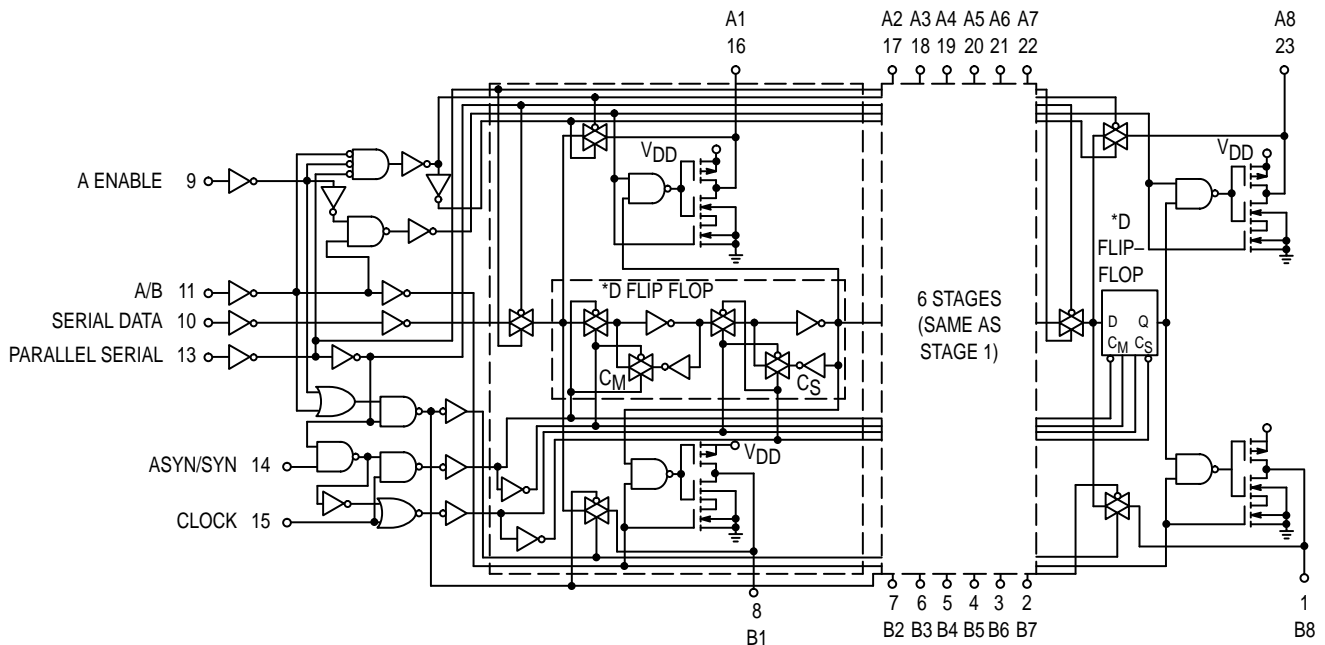 A1 A2 A3 A4 A5 A6 A7 A8
16 17 18 19 20 21 22 23
VDD
VDD
A ENABLE 9
*D
FLIP–
FLOP
A/B 11
*D FLIP FLOP
6 STAGES
(SAME AS
STAGE 1)
SERIAL DATA 10
D Q
PARALLEL SERIAL 13
CM CS
CM CS
ASYN/SYN 14
VDD
CLOCK 15
8 7 6 5 4 3 2 1
B1 B2 B3 B4 B5 B6 B7 B8